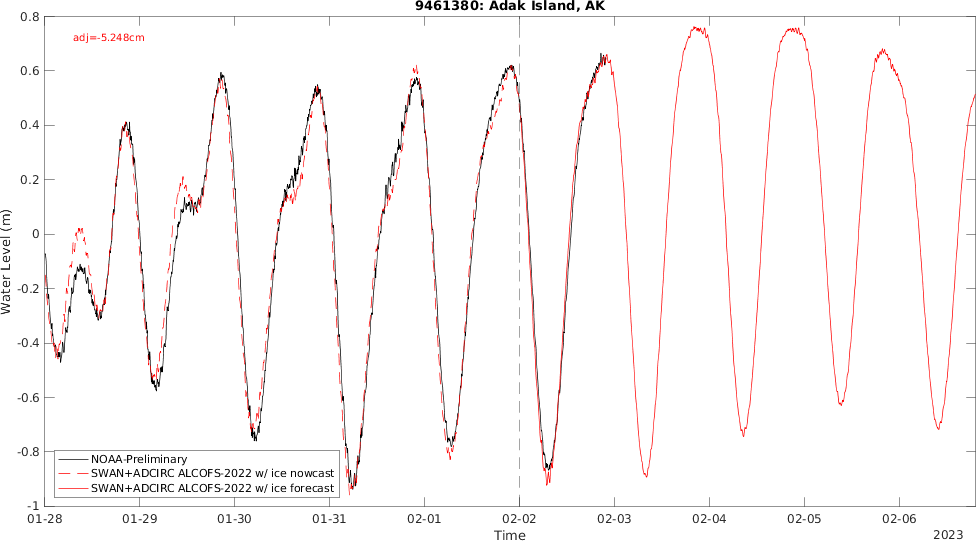 9461380: Adak Island, AK
adj=-5.248cm
0.8
0.6
0.4
0.2
0
-0.2
-0.4
-0.6
-0.8
-1
Water Level (m)
NOAA-Preliminary
SWAN+ADCIRC ALCOFS-2022 w/ ice nowcast
SWAN+ADCIRC ALCOFS-2022 w/ ice forecast
01-28 01-29 01-30 01-31 02-01 02-02 02-03 02-04 02-05 02-06
Time
2023